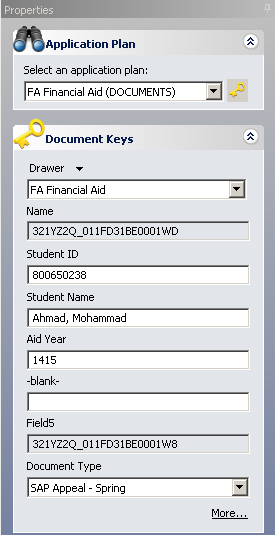 Properties
Application Plan
Select an application plan:
FA Financial Aid (DOCUMENTS)
Document Keys
Drawer
FA Financial Aid
Name
321YZ2Q_011FD31BE0001WD
Student ID
800650238
Student Name
Ahmad, Mohammad
Aid Year
1415
-blank-
Field5
321YZ2Q_011FD31BE0001W8
Document Type
SAP Appeal - Spring
More...